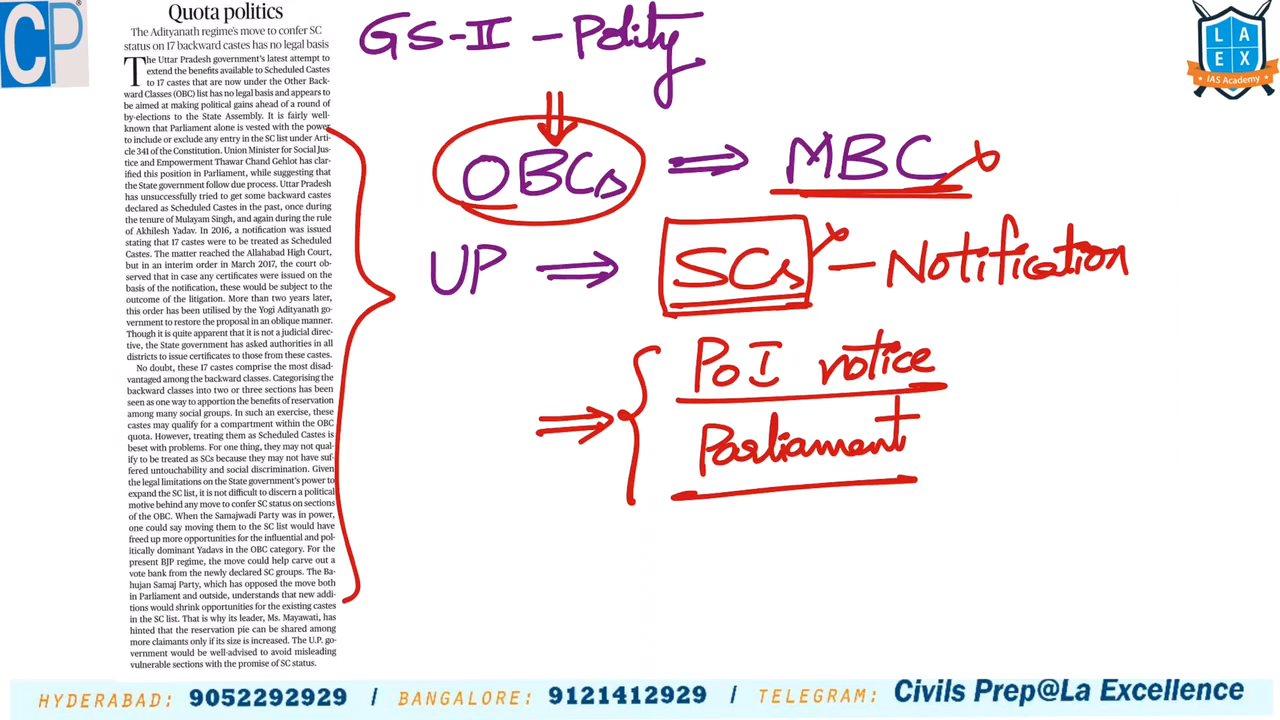 CP
Quota politics
The Adityanath regime's move to confer SC
status on 17 backward castes has no legal basis
The Uttar Pradesh government's latest attempt to
extend the benefits available to Scheduled Castes
to 17 castes that are now under the Other Back-
ward Classes (OBC) list has no legal basis and appears to
be aimed at making political gains ahead of a round of
by-elections to the State Assembly. It is fairly well-
known that Parliament alone is vested with the power
to include or exclude any entry in the SC list under Arti-
cle 341 of the Constitution. Union Minister for Social Jus-
tice and Empowerment Thawar Chand Gehlot has clar-
ified this position in Parliament, while suggesting that
the State government follow due process. Uttar Pradesh
has unsuccessfully tried to get some backward castes
declared as Scheduled Castes in the past, once during
the tenure of Mulayam Singh, and again during the rule
of Akhilesh Yadav. In 2016, a notification was issued
stating that 17 castes were to be treated as Scheduled
Castes. The matter reached the Allahabad High Court,
but in an interim order in March 2017, the court ob-
served that in case any certificates were issued on the
basis of the notification, these would be subject to the
outcome of the litigation. More than two years later,
this order has been utilised by the Yogi Adityanath go-
vernment to restore the proposal in an oblique manner.
Though it is quite apparent that it is not a judicial direc-
tive, the State government has asked authorities in all
districts to issue certificates to those from these castes.
No doubt, these 17 castes comprise the most disad-
vantaged among the backward classes. Categorising the
backward classes into two or three sections has been
seen as one way to apportion the benefits of reservation
among many social groups. In such an exercise, these
castes may qualify for a compartment within the OBC
quota. However, treating them as Scheduled Castes is
beset with problems. For one thing, they may not qual-
ify to be treated as SCs because they may not have suf-
fered untouchability and social discrimination. Given
the legal limitations on the State government's power to
expand the SC list, it is not difficult to discern a political
motive behind any move to confer SC status on sections
of the OBC. When the Samajwadi Party was in power,
one could say moving them to the SC list would have
freed up more opportunities for the influential and pol-
itically dominant Yadavs in the OBC category. For the
present BJP regime, the move could help carve out a
vote bank from the newly declared SC groups. The Ba-
hujan Samaj Party, which has opposed the move both
in Parliament and outside, understands that new addi-
tions would shrink opportunities for the existing castes
in the SC list. That is why its leader, Ms. Mayawati, has
hinted that the reservation pie can be shared among
more claimants only if its size is increased. The U.P. go-
vernment would be well-advised to avoid misleading
vulnerable sections with the promise of SC status.
GS-II - Polity
OBCs ⇒ MBC
UP ⇒ SCs - Notification
⇒ PoI notice
Parliament
LA
EX
IAS Academy
HYDERABAD: 9052292929 / BANGALORE: 9121412929 / TELEGRAM: Civils Prep@La Excellence